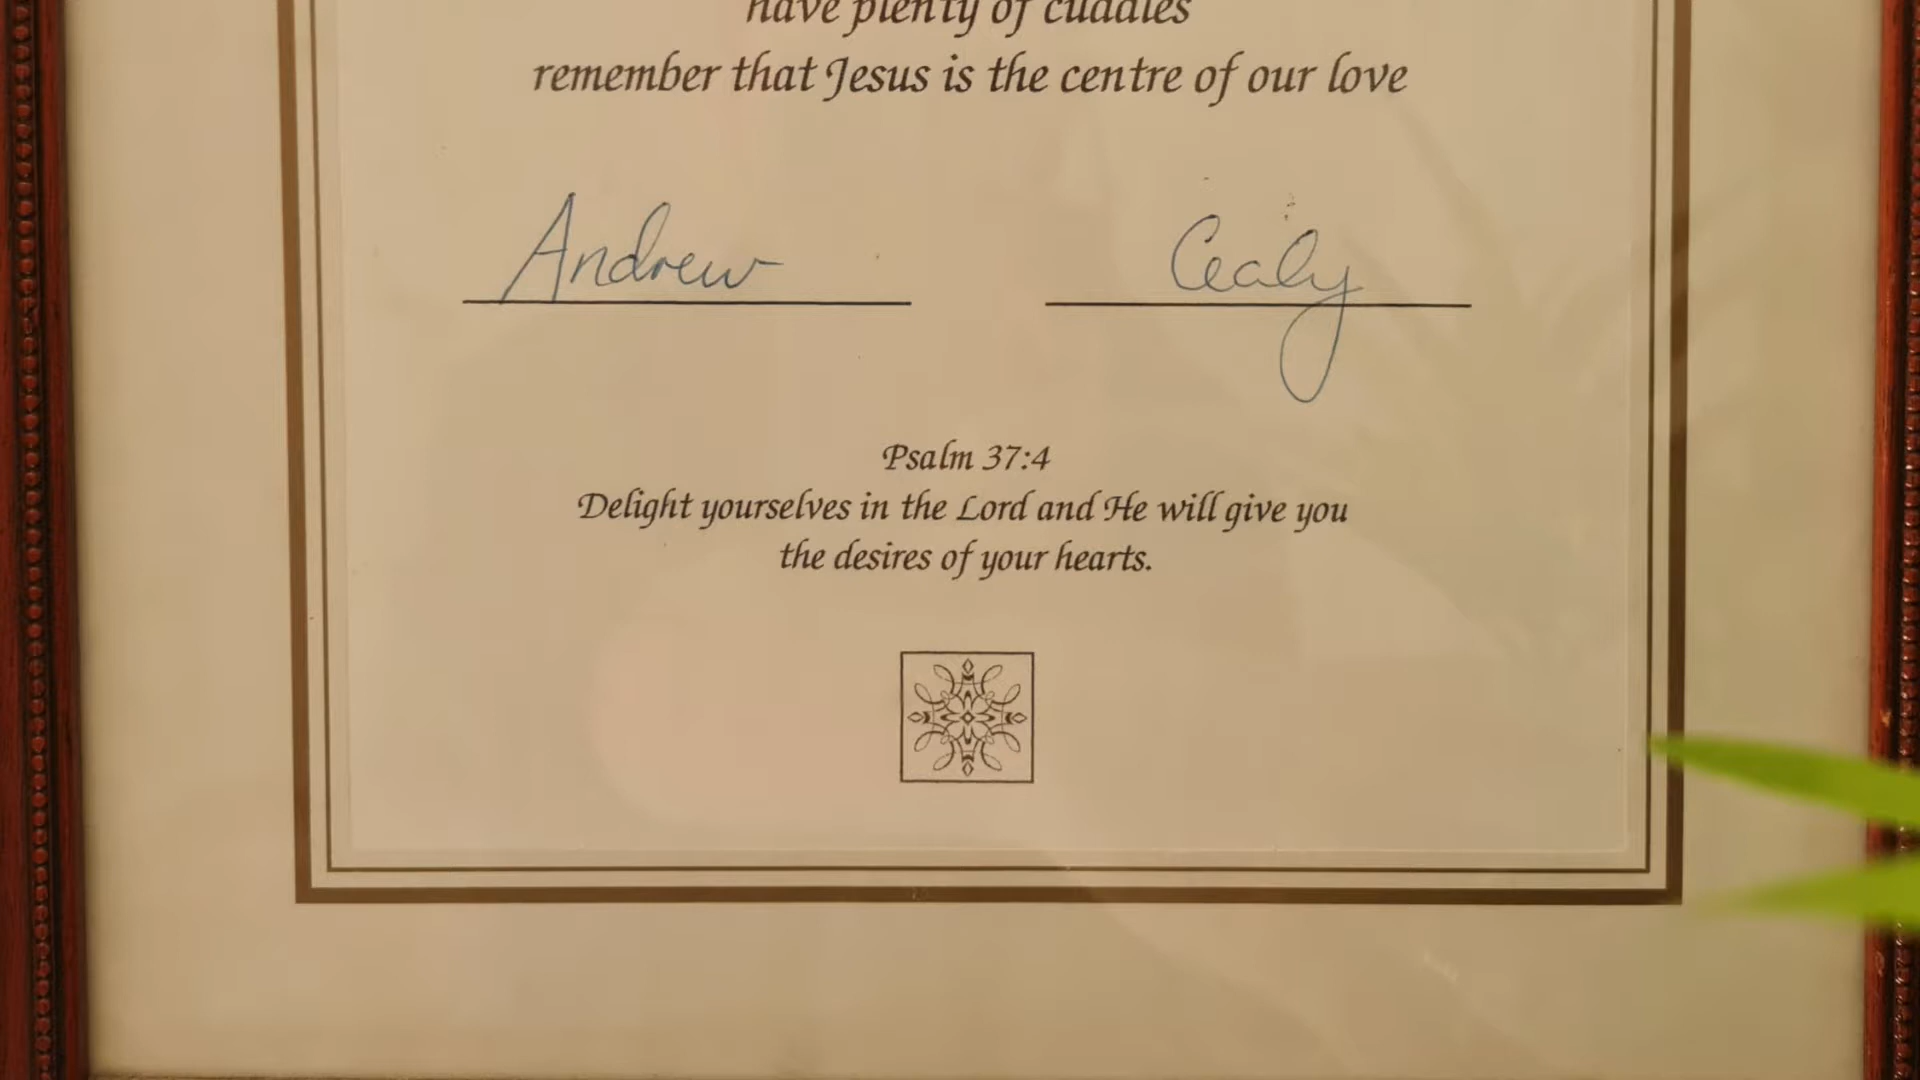 have plenty of cuddles
remember that Jesus is the centre of our love
Andrew Cealy
Psalm 37:4
Delight yourselves in the Lord and He will give you
the desires of your hearts.